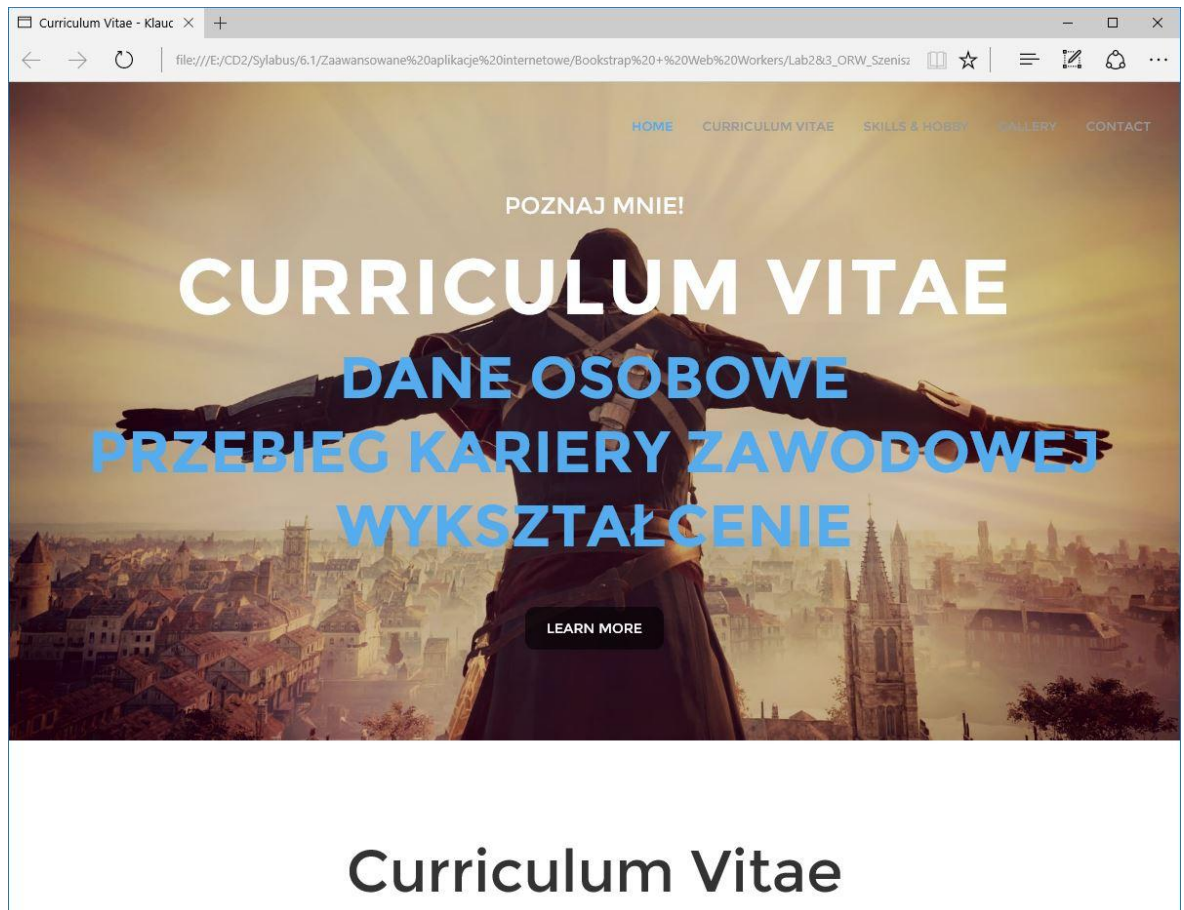 Curriculum Vitae - Klauc
file:///E:/CD2/Sylabus/6.1/Zaawansowane%20aplikacje%20internetowe/Bookstrap%20+%20Web%20Workers/Lab2&3_ORW_Szenisz
HOME CURRICULUM VITAE SKILLS & HOBBY GALLERY CONTACT
POZNAJ MNIE!
CURRICULUM VITAE
DANE OSOBOWE
PRZEBIEG KARIERY ZAWODOWEJ
WYKSZTAŁCENIE
LEARN MORE
Curriculum Vitae